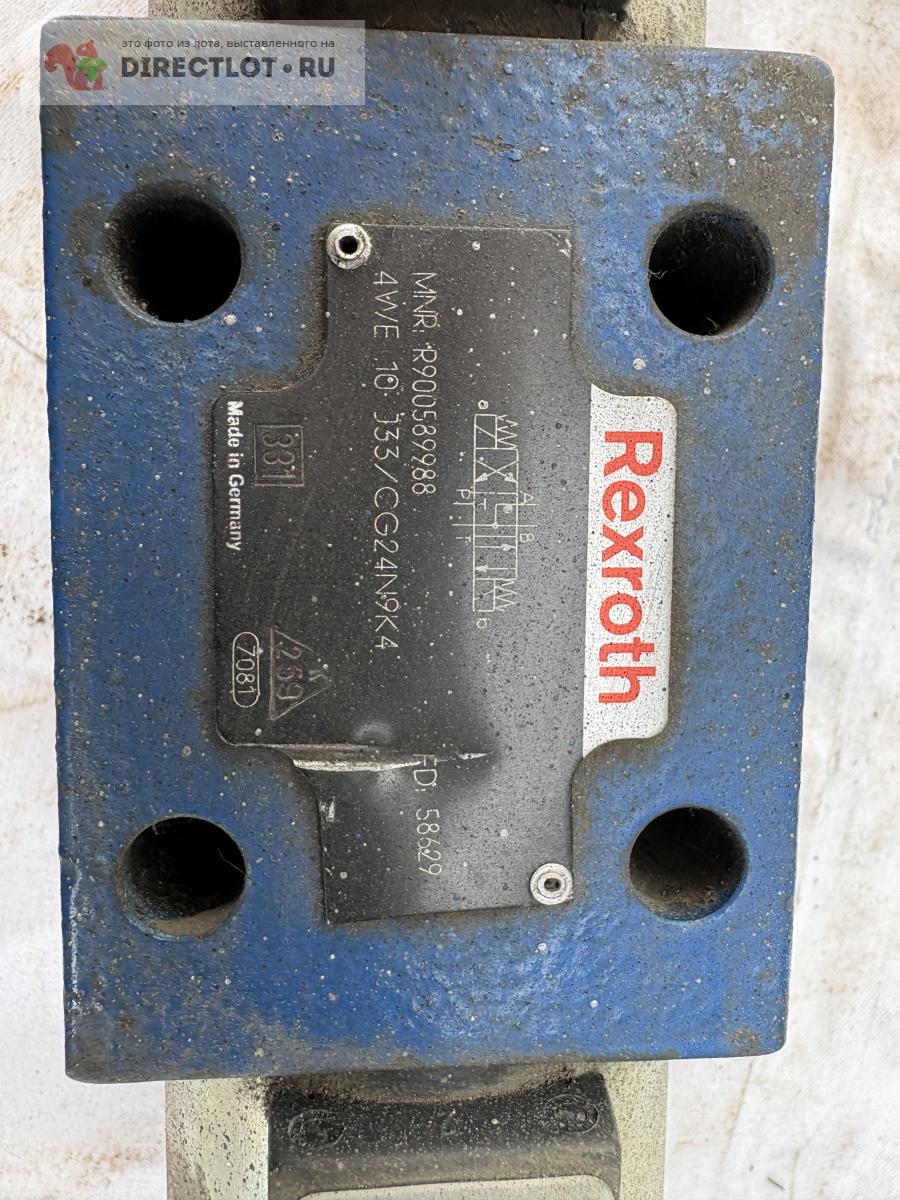 это фото из лота, выставленного на
DIRECTLOT.RU
Rexroth
a
A
B
P
T
b
MNR: R900589988
FD: 58629
4WE 10 J33/CG24N9K4
331
269
Made in Germany
7081